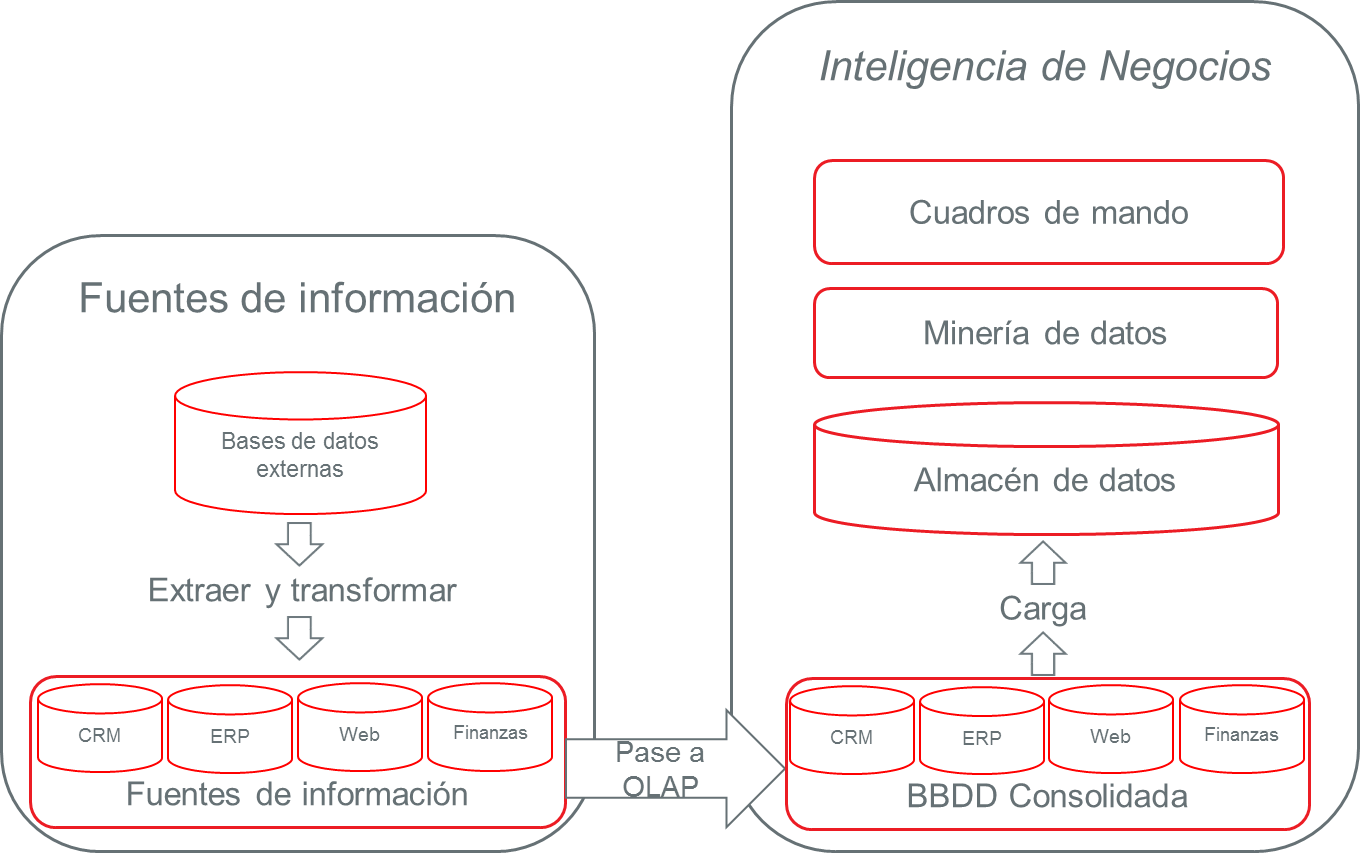 Fuentes de información
Bases de datos
externas
Extraer y transformar
CRM
ERP
Web
Finanzas
Fuentes de información
Pase a
OLAP
Inteligencia de Negocios
Cuadros de mando
Minería de datos
Almacén de datos
Carga
CRM
ERP
Web
Finanzas
BBDD Consolidada